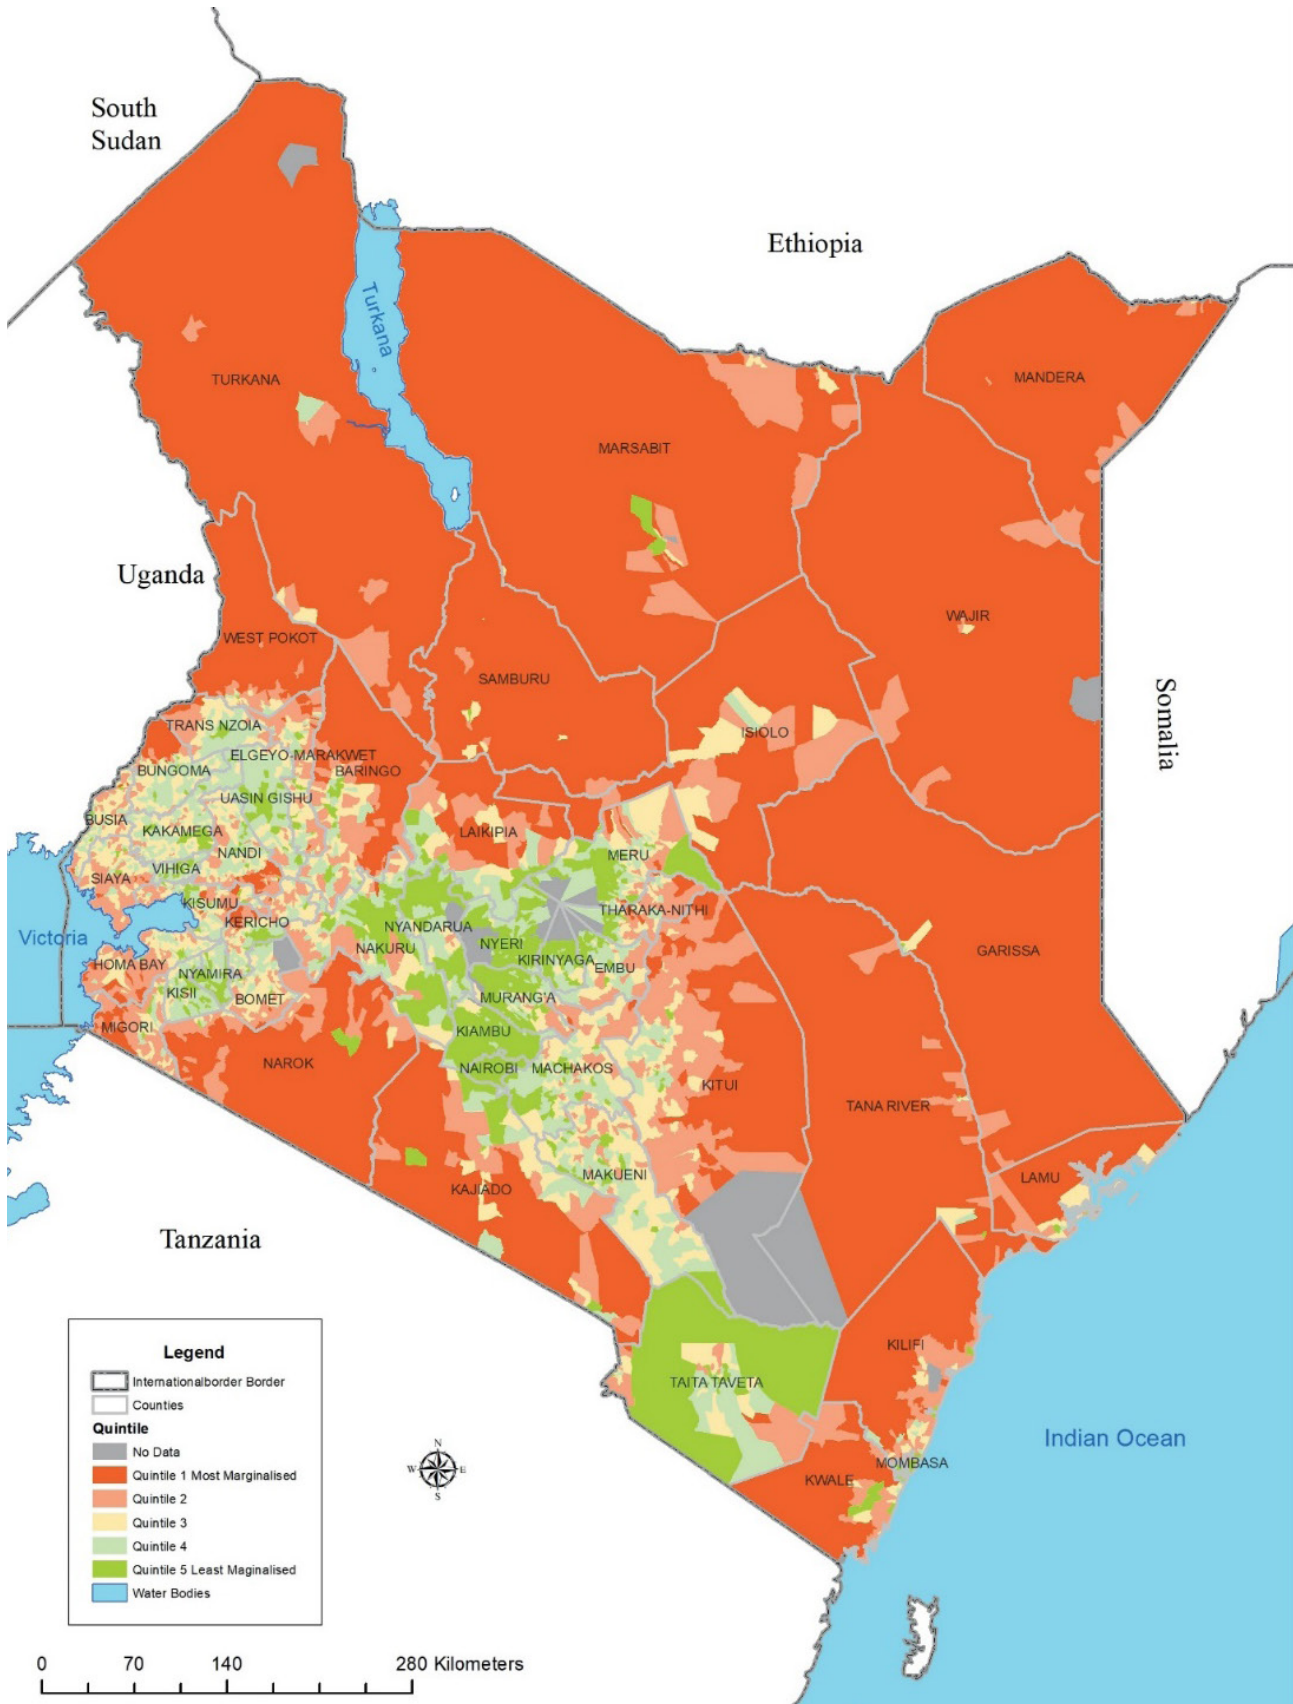 South
Sudan
Ethiopia
Turkana
TURKANA
MANDERA
MARSABIT
Uganda
WAJIR
WEST POKOT
SAMBURU
Somalia
TRANS NZOIA
ISIOLO
ELGEYO-MARAKWET
BUNGOMA
BARINGO
UASIN GISHU
BUSIA
KAKAMEGA
LAIKIPIA
NANDI
MERU
VIHIGA
SIAYA
KISUMU
THARAKA-NITHI
KERICHO
NYANDARUA
Victoria
NYERI
NAKURU
GARISSA
HOMA BAY
KIRINYAGA
EMBU
NYAMIRA
KISII
BOMET
MURANG'A
MIGORI
KIAMBU
NAROK
NAIROBI
MACHAKOS
KITUI
TANA RIVER
MAKUENI
LAMU
KAJIADO
Tanzania
KILIFI
TAITA TAVETA
Indian Ocean
MOMBASA
KWALE
Legend
Internationalborder Border
Counties
Quintile
No Data
Quintile 1 Most Marginalised
Quintile 2
Quintile 3
Quintile 4
Quintile 5 Least Maginalised
Water Bodies
N
W
E
S
0 70 140 280 Kilometers